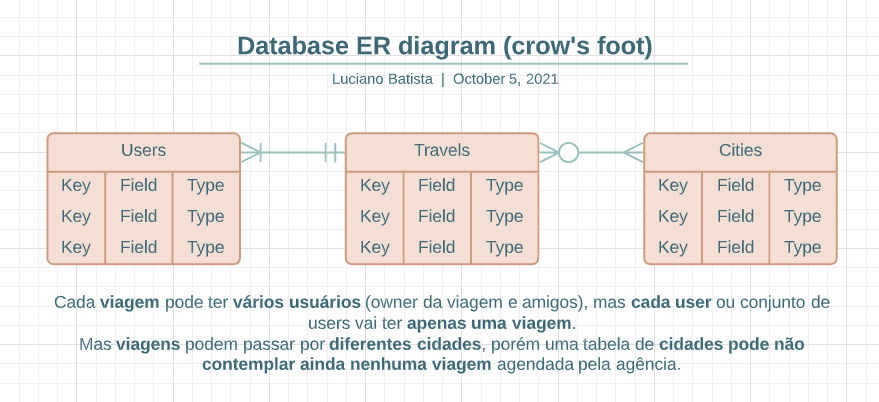 Database ER diagram (crow's foot)
Luciano Batista | October 5, 2021
Users Travels Cities
Key Field Type Key Field Type Key Field Type
Key Field Type Key Field Type Key Field Type
Key Field Type Key Field Type Key Field Type
Cada viagem pode ter vários usuários (owner da viagem e amigos), mas cada user ou conjunto de
users vai ter apenas uma viagem.
Mas viagens podem passar por diferentes cidades, porém uma tabela de cidades pode não
contemplar ainda nenhuma viagem agendada pela agência.